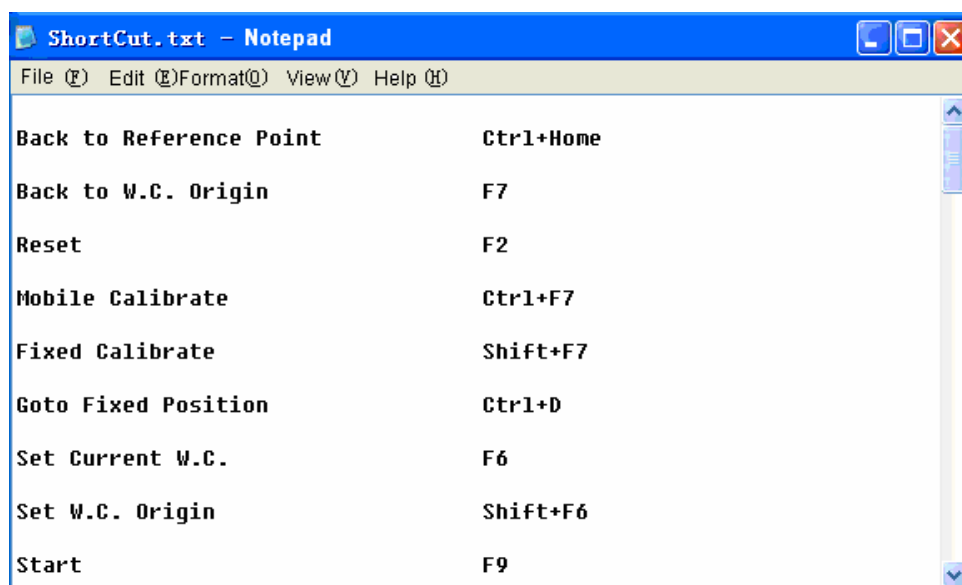 ShortCut.txt - Notepad
File (F) Edit (E)Format(O) View(V) Help (H)
Back to Reference Point Ctrl+Home
Back to W.C. Origin F7
Reset F2
Mobile Calibrate Ctrl+F7
Fixed Calibrate Shift+F7
Goto Fixed Position Ctrl+D
Set Current W.C. F6
Set W.C. Origin Shift+F6
Start F9